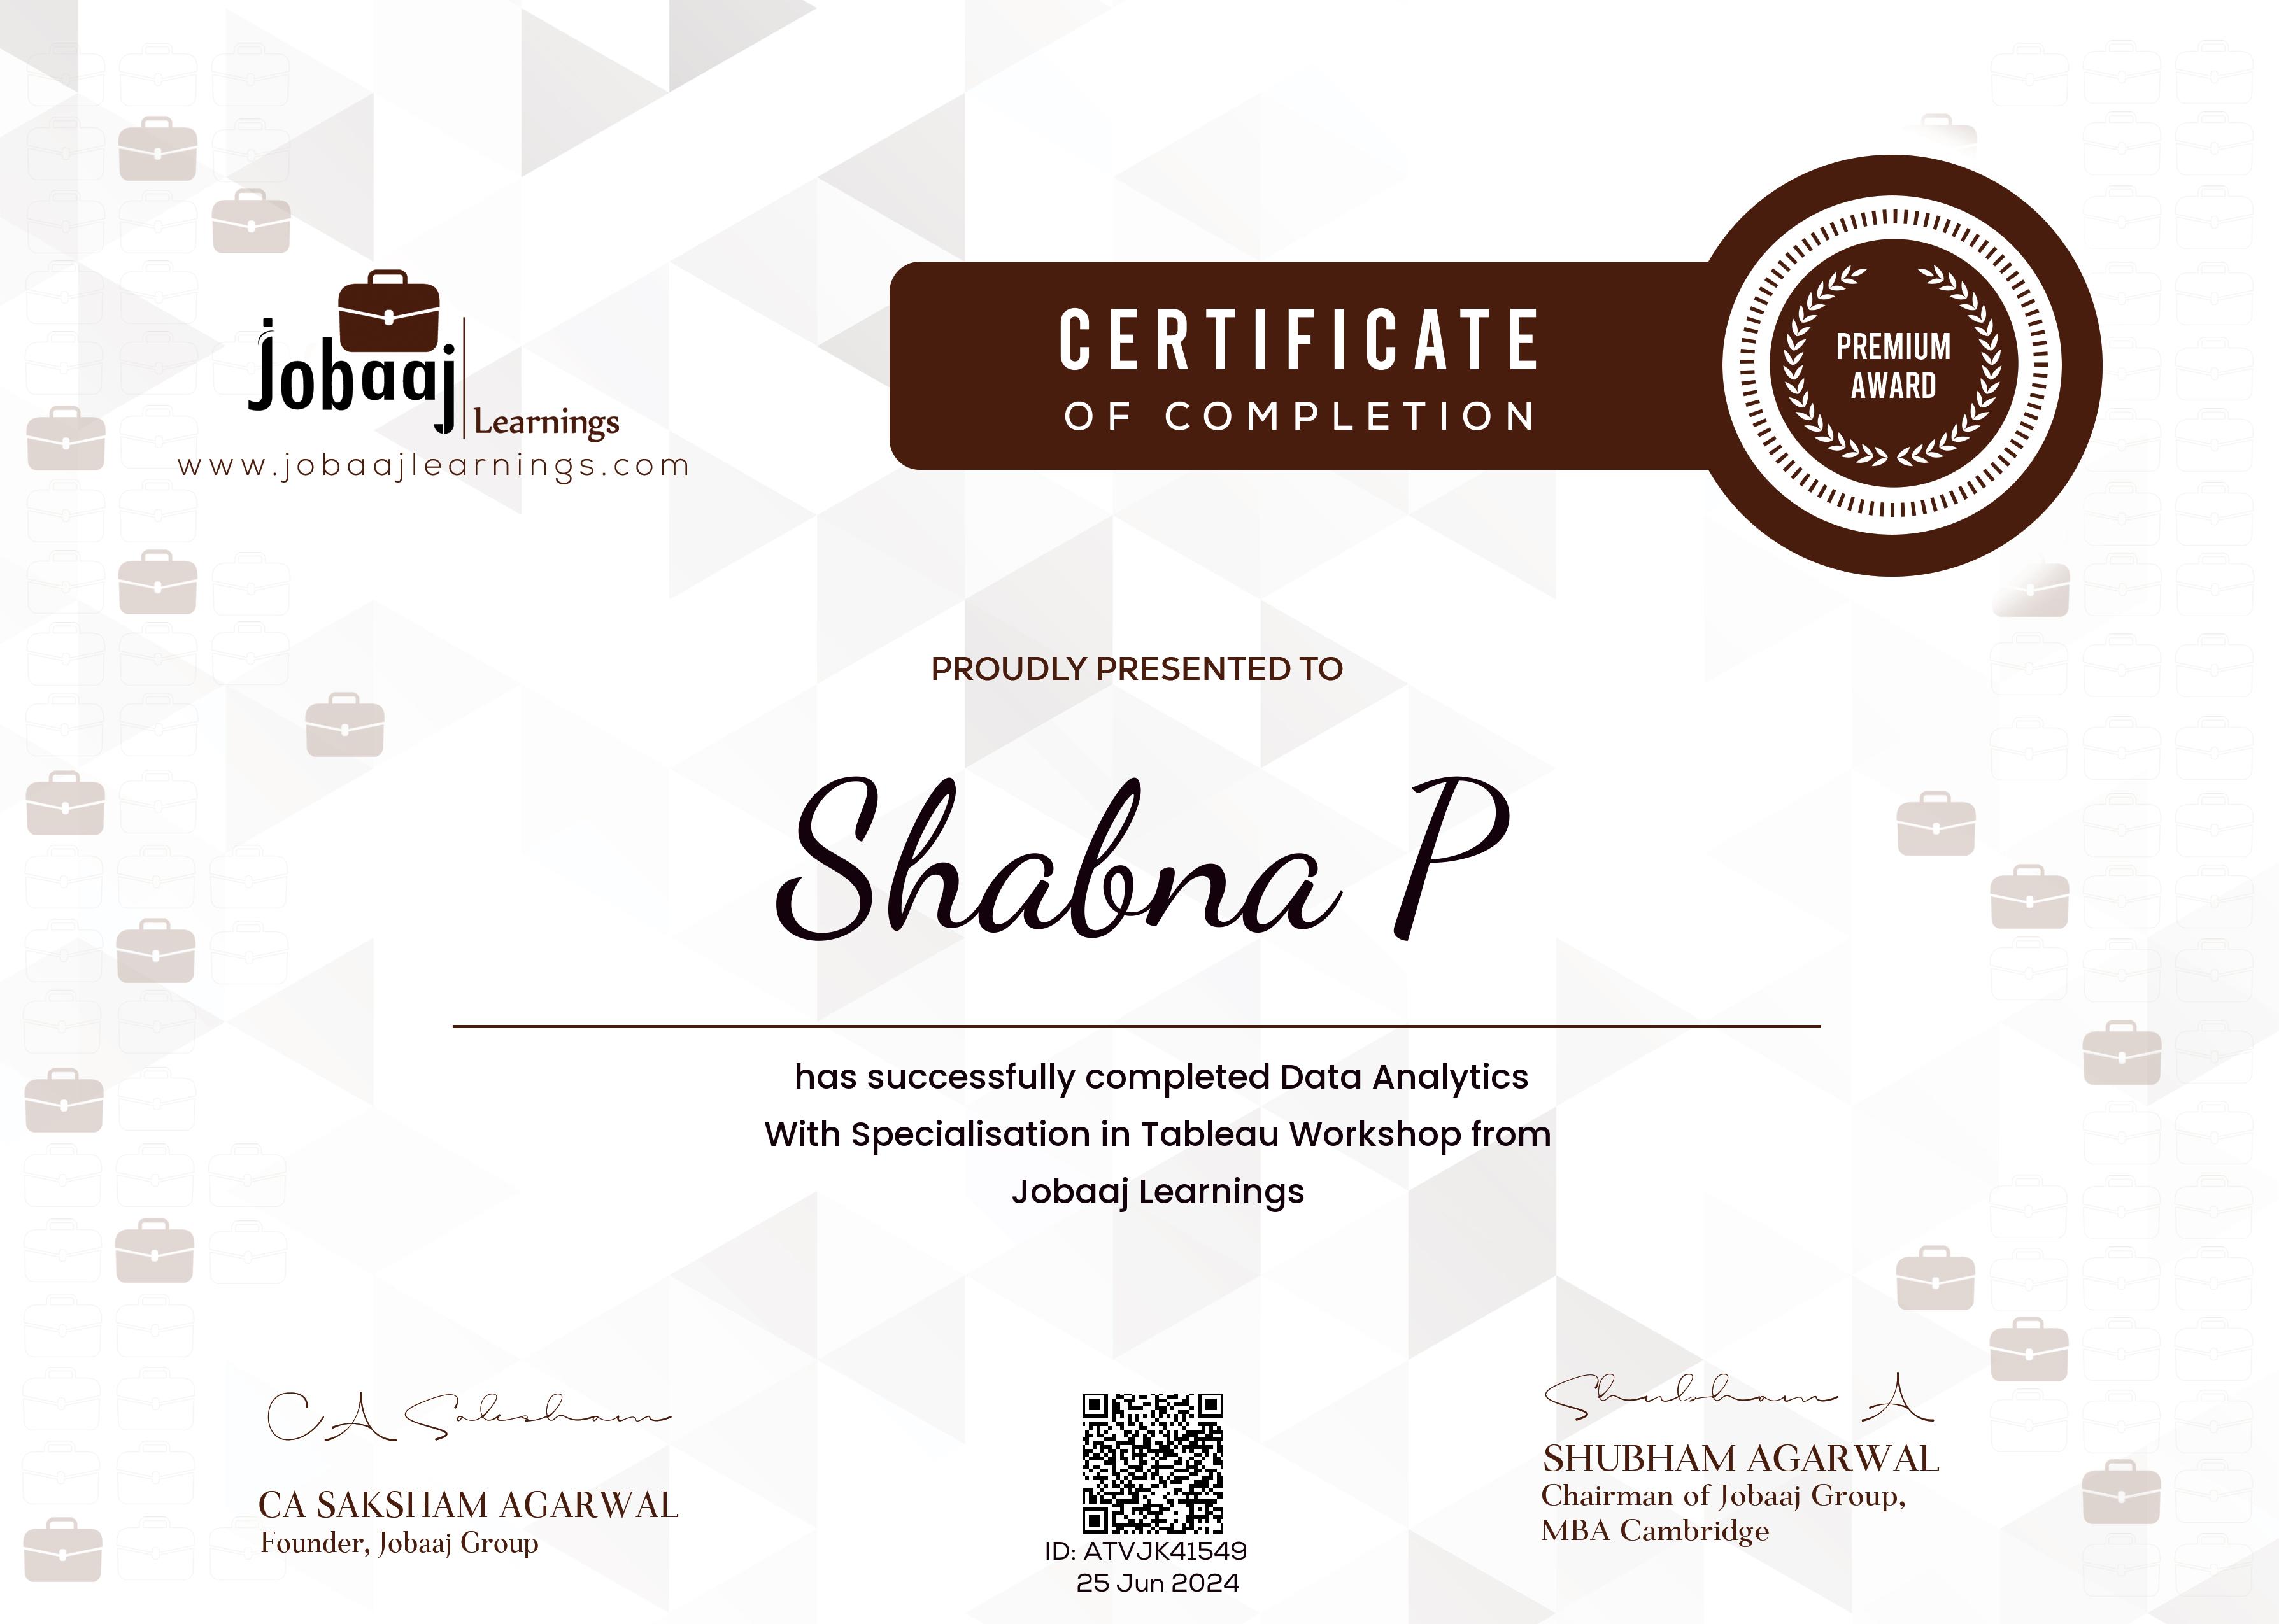 Jobaaj
Learnings
www.jobaajlearnings.com
CERTIFICATE
OF COMPLETION
PREMIUM
AWARD
PROUDLY PRESENTED TO
Shabna P
has successfully completed Data Analytics
With Specialisation in Tableau Workshop from
Jobaaj Learnings
CA Saksham
CA SAKSHAM AGARWAL
Founder, Jobaaj Group
ID: ATVJK41549
25 Jun 2024
Shubham A
SHUBHAM AGARWAL
Chairman of Jobaaj Group,
MBA Cambridge